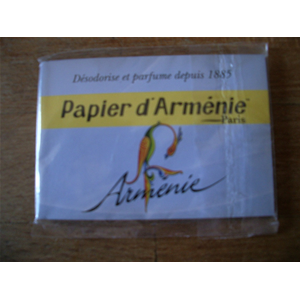 Désodorise et parfume depuis 1885
Papier d'Arménie
Paris
Arménie